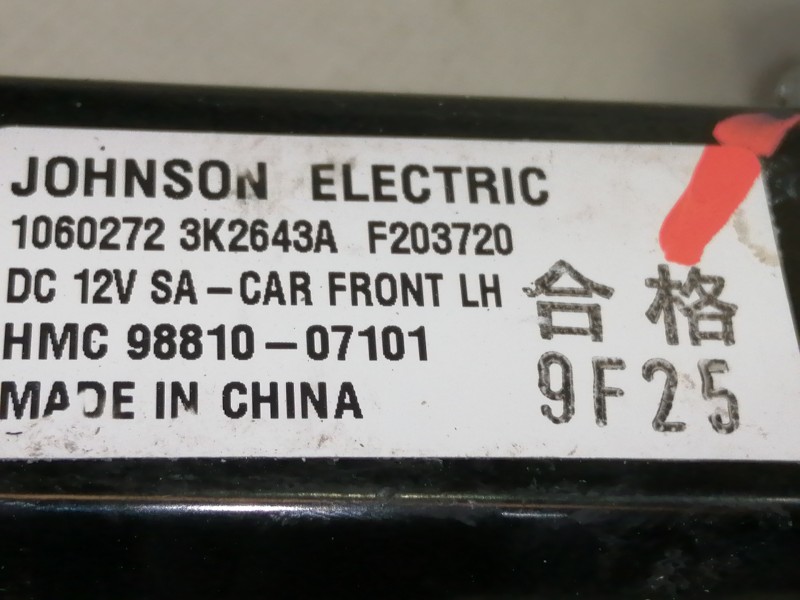 JOHNSON ELECTRIC
1060272 3K2643A F203720
DC 12V SA-CAR FRONT LH
HMC 98810-07101
MADE IN CHINA
合格
9F25